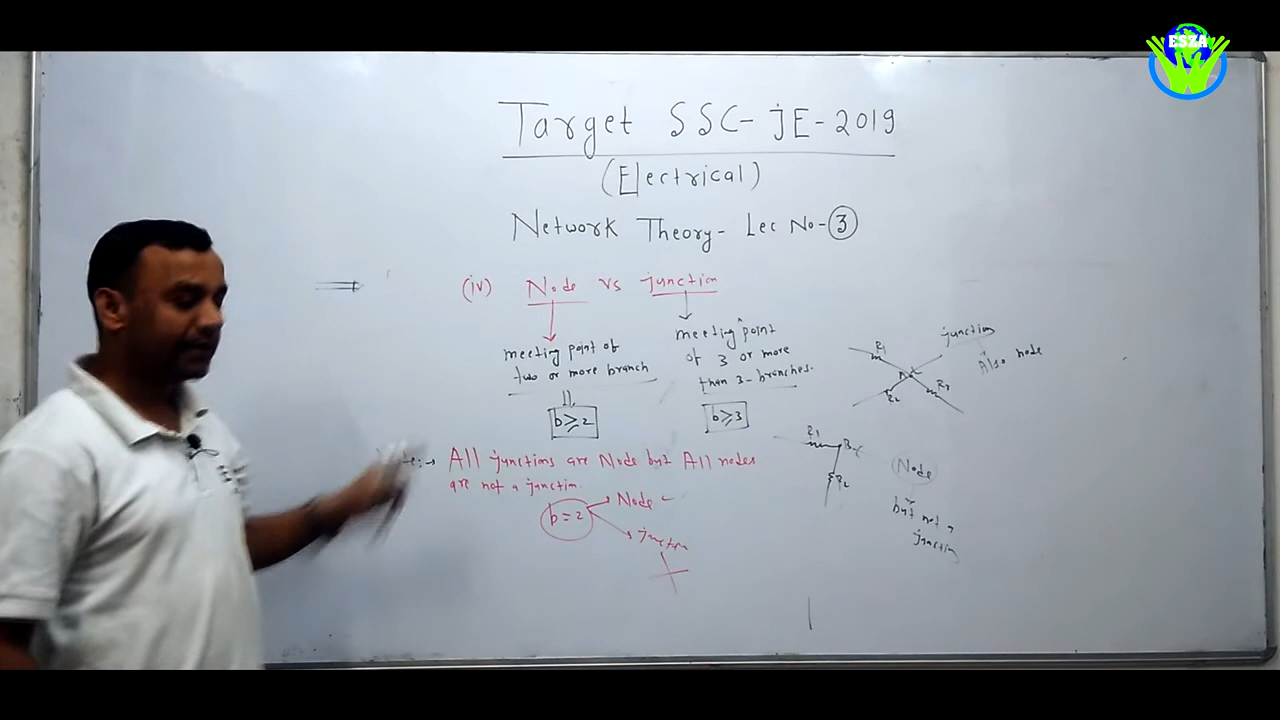 ESZA
Target SSC-jE-2019
(Electrical)
Network Theory- Lec No-③
(iv) Node vs junction
meeting point of
two or more branch
b≥2
meeting point
of 3 or more
then 3-branches.
b≥3
All junctions are Node but All nodes
are not a junction.
b=2
Node
junction
R1
R2
R3
junction
Also node
R1
B
R2
Node
but not a
junction